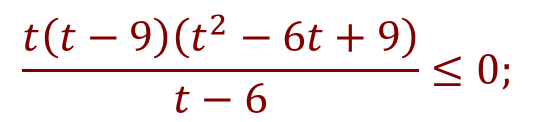 t(t − 9)(t² − 6t + 9)
t − 6
≤ 0;